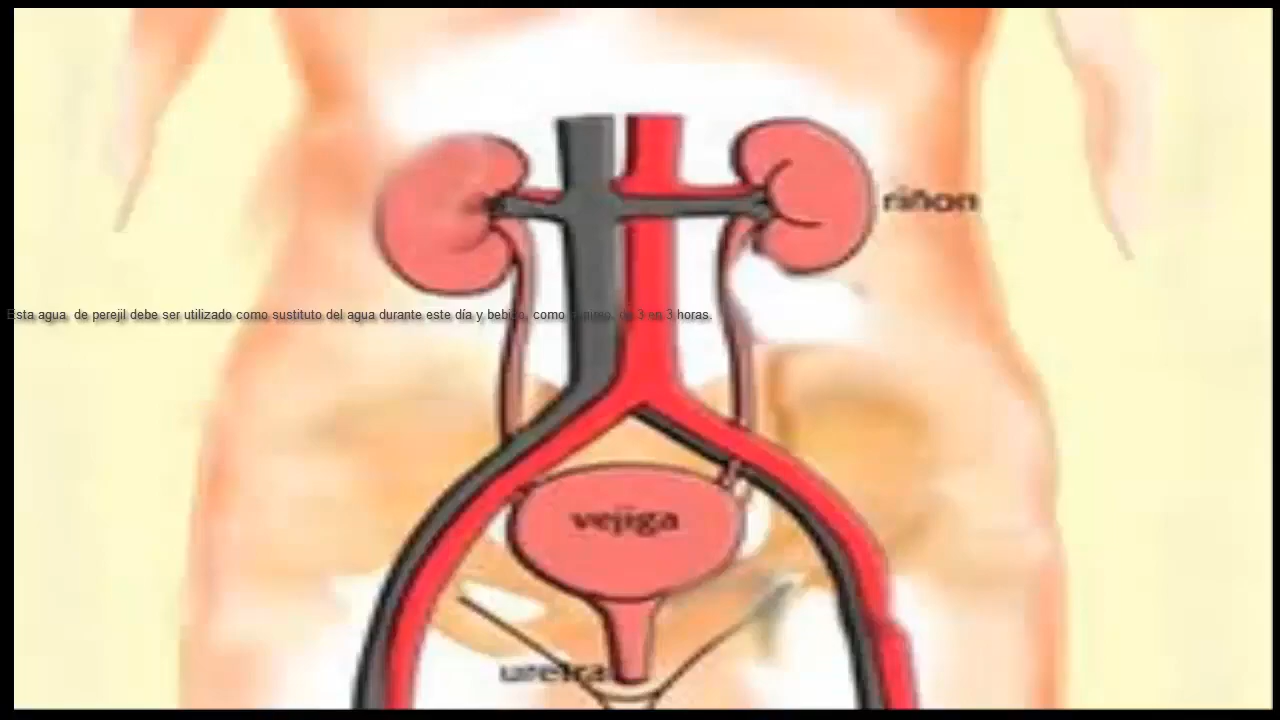 riñon
Esta agua de perejil debe ser utilizado como sustituto del agua durante este día y bebido, como mínimo, de 3 en 3 horas.
vejiga
uretra